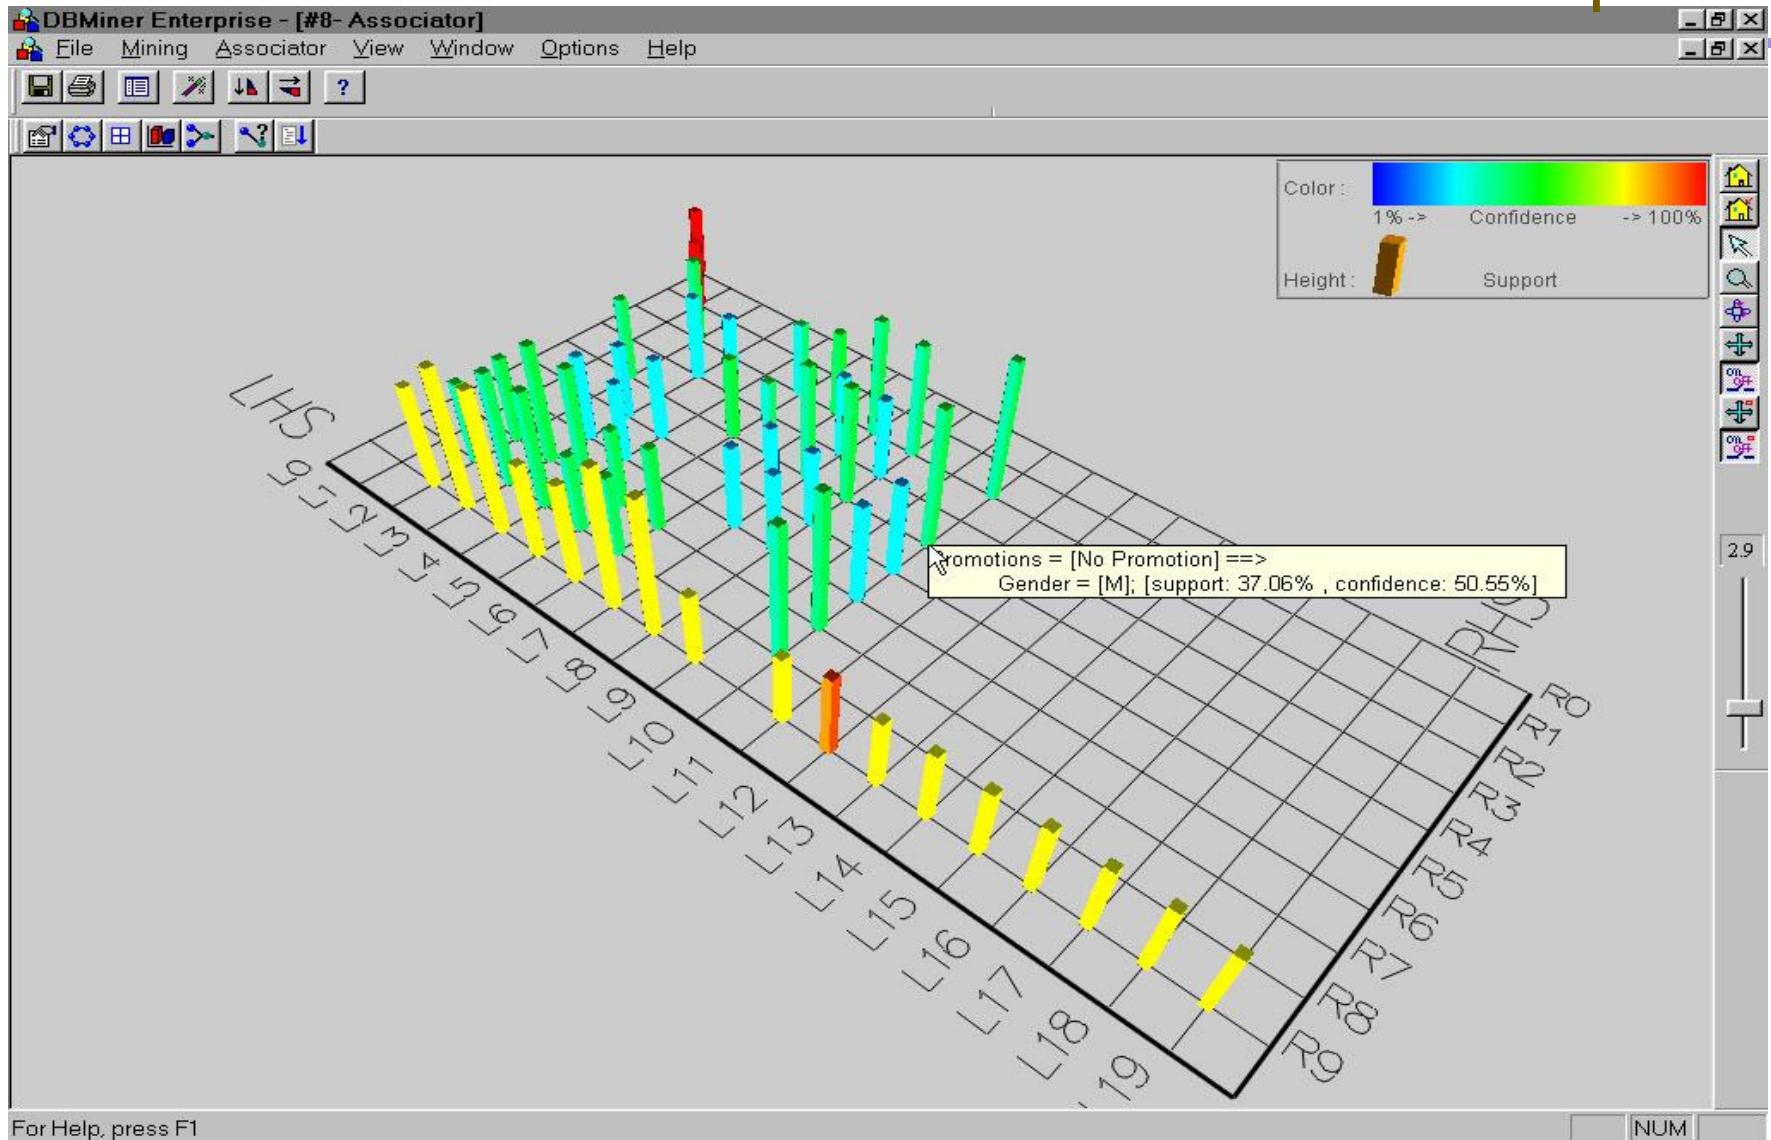 DBMiner Enterprise - [#8- Associator]
File Mining Associator View Window Options Help
Color :
1% -> Confidence -> 100%
Height : Support
2.9
LHS
L0
L1
L2
L3
L4
L5
L6
L7
L8
L9
L10
L11
L12
L13
L14
L15
L16
L17
L18
19
romotions = [No Promotion] ==>
Gender = [M]; [support: 37.06% , confidence: 50.55%]
RHS
R0
R1
R2
R3
R4
R5
R6
R7
R8
R9
For Help, press F1
NUM